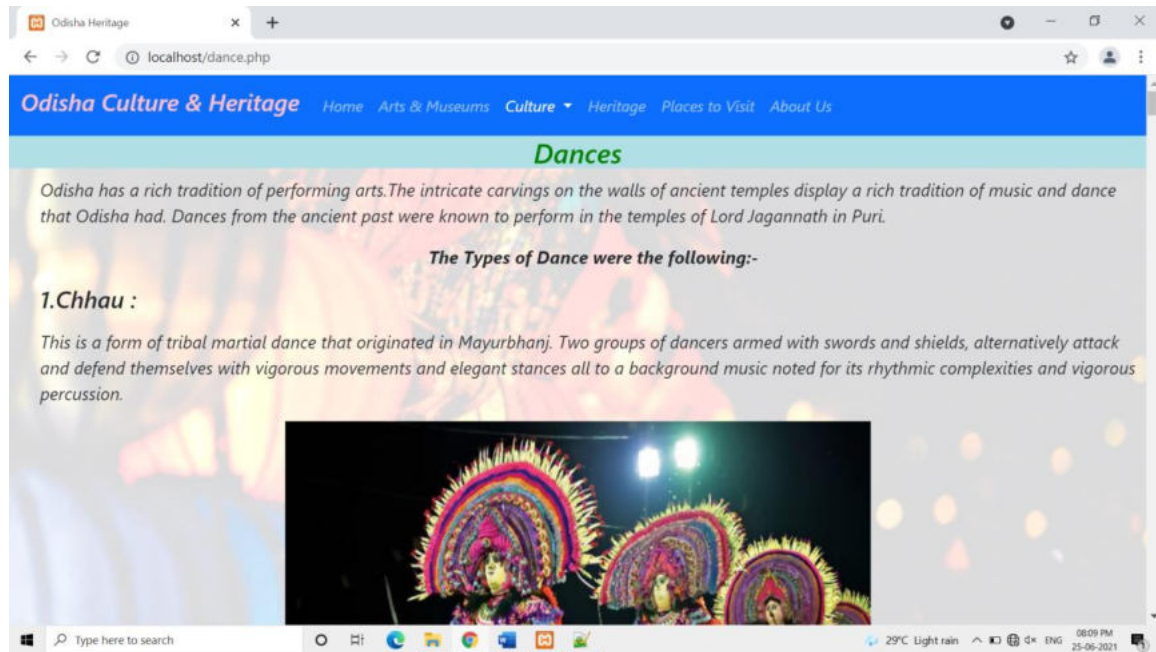 Odisha Heritage
localhost/dance.php
Odisha Culture & Heritage Home Arts & Museums Culture Heritage Places to Visit About Us
Dances
Odisha has a rich tradition of performing arts.The intricate carvings on the walls of ancient temples display a rich tradition of music and dance
that Odisha had. Dances from the ancient past were known to perform in the temples of Lord Jagannath in Puri.
The Types of Dance were the following:-
1.Chhau :
This is a form of tribal martial dance that originated in Mayurbhanj. Two groups of dancers armed with swords and shields, alternatively attack
and defend themselves with vigorous movements and elegant stances all to a background music noted for its rhythmic complexities and vigorous
percussion.
Type here to search 29°C Light rain ENG 08:09 PM
25-06-2021